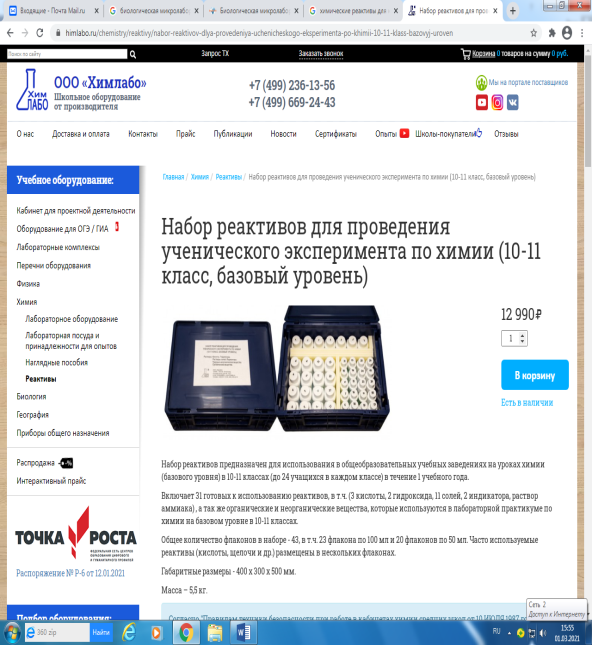 Входящие - Почта Mail.ru
биологическая микролабо
Биологическая микролабо
химические реактивы для
Набор реактивов для пров
himlabo.ru/chemistry/reaktivy/nabor-reaktivov-dlya-provedeniya-uchenicheskogo-eksperimenta-po-khimii-10-11-klass-bazovyj-uroven
Поиск по сайту
Запрос ТХ
Заказать звонок
Корзина 0 товаров на сумму 0 руб.
Хим
ЛАБО
ООО «Химлабо»
Школьное оборудование
от производителя
+7 (499) 236-13-56
+7 (499) 669-24-43
Мы на портале поставщиков
О нас
Доставка и оплата
Контакты
Прайс
Публикации
Новости
Сертификаты
Опыты
Школы-покупатели
Отзывы
Учебное оборудование:
Кабинет для проектной деятельности
Оборудование для ОГЭ / ГИА
Лабораторные комплексы
Перечни оборудования
Физика
Химия
Лабораторное оборудование
Лабораторная посуда и
принадлежности для опытов
Наглядные пособия
Реактивы
Биология
География
Приборы общего назначения
Распродажа
Интерактивный прайс
ТОЧКА РОСТА
Распоряжение № Р-6 от 12.01.2021
Подбор оборудования:
Главная / Химия / Реактивы / Набор реактивов для проведения ученического эксперимента по химии (10-11 класс, базовый уровень)
Набор реактивов для проведения
ученического эксперимента по химии (10-11
класс, базовый уровень)
12 990 ₽
1
В корзину
Есть в наличии
Набор реактивов предназначен для использования в общеобразовательных учебных заведениях на уроках химии
(базового уровня) в 10-11 классах (до 24 учащихся в каждом классе) в течение 1 учебного года.
Включает 31 готовых к использованию реактивов, в т.ч. (3 кислоты, 2 гидроксида, 11 солей, 2 индикатора, раствор
аммиака) , а так же органические и неорганические вещества, которые используются в лабораторной практикуме по
химии на базовом уровне в 10-11 классах.
Общее количество флаконов в наборе - 43, в т.ч. 23 флакона по 100 мл и 20 флаконов по 50 мл. Часто используемые
реактивы (кислоты, щелочи и др.) размещены в нескольких флаконах.
Габаритные размеры - 400 х 300 х 500 мм.
Масса – 5,5 кг.
Согласно "Правилам техники безопасности при работе в кабинетах химии средних школ от 10 ИЮЛЯ 1987
Сеть 2
Доступ к Интернету
360 zip
Найти
RU
15:55
01.03.2021